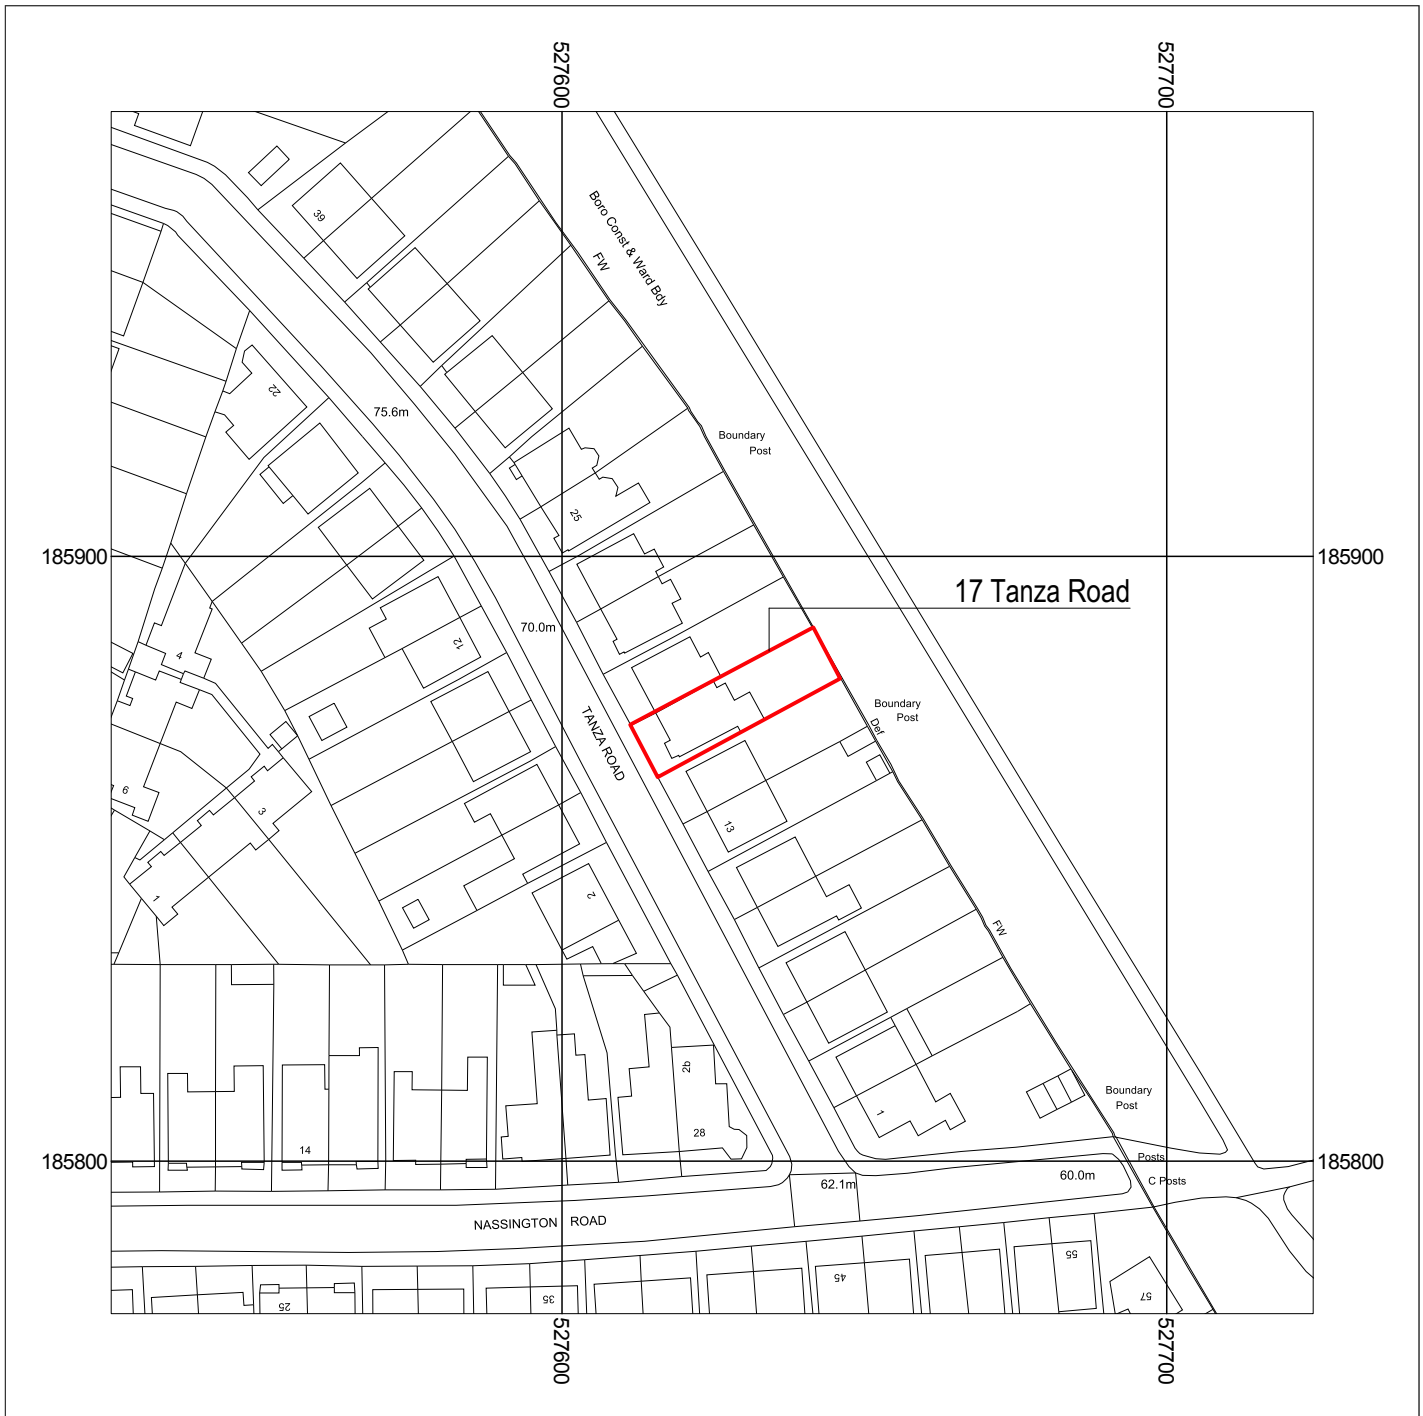 527600
527700
39
Boro Const & Ward Bdy
FW
22
75.6m
Boundary
Post
25
185900
185900
17 Tanza Road
70.0m
12
4
TANZA ROAD
Boundary
Post
Def
6
3
13
1
2
FW
2b
28
14
1
Boundary
Post
185800
Posts
185800
62.1m
60.0m
C Posts
NASSINGTON ROAD
25
35
45
55
57
527600
527700